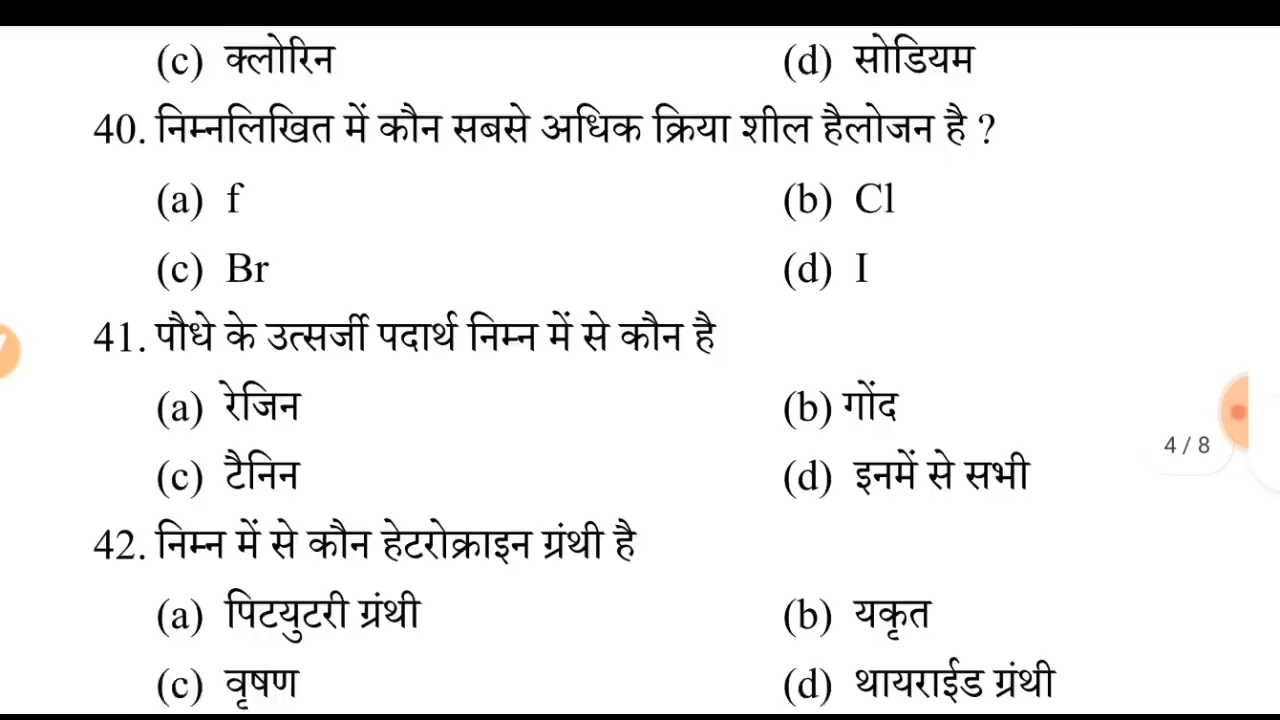 (c) क्लोरिन (d) सोडियम
40. निम्नलिखित में कौन सबसे अधिक क्रिया शील हैलोजन है ?
(a) f (b) Cl
(c) Br (d) I
41. पौधे के उत्सर्जी पदार्थ निम्न में से कौन है
(a) रेजिन (b) गोंद
4 / 8
(c) टैनिन (d) इनमें से सभी
42. निम्न में से कौन हेटरोक्राइन ग्रंथी है
(a) पिटयुटरी ग्रंथी (b) यकृत
(c) वृषण (d) थायराईड ग्रंथी